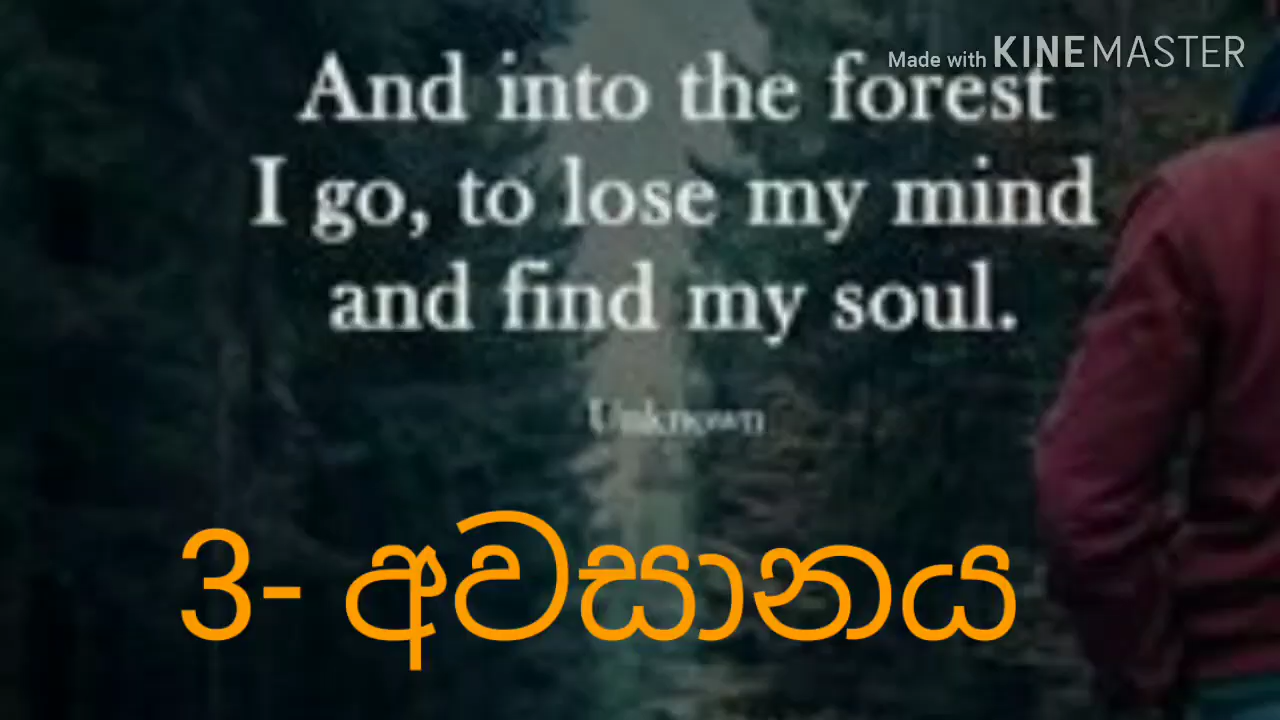 Made with KINEMASTER
And into the forest
I go, to lose my mind
and find my soul.
Unknown
3- අවසානය